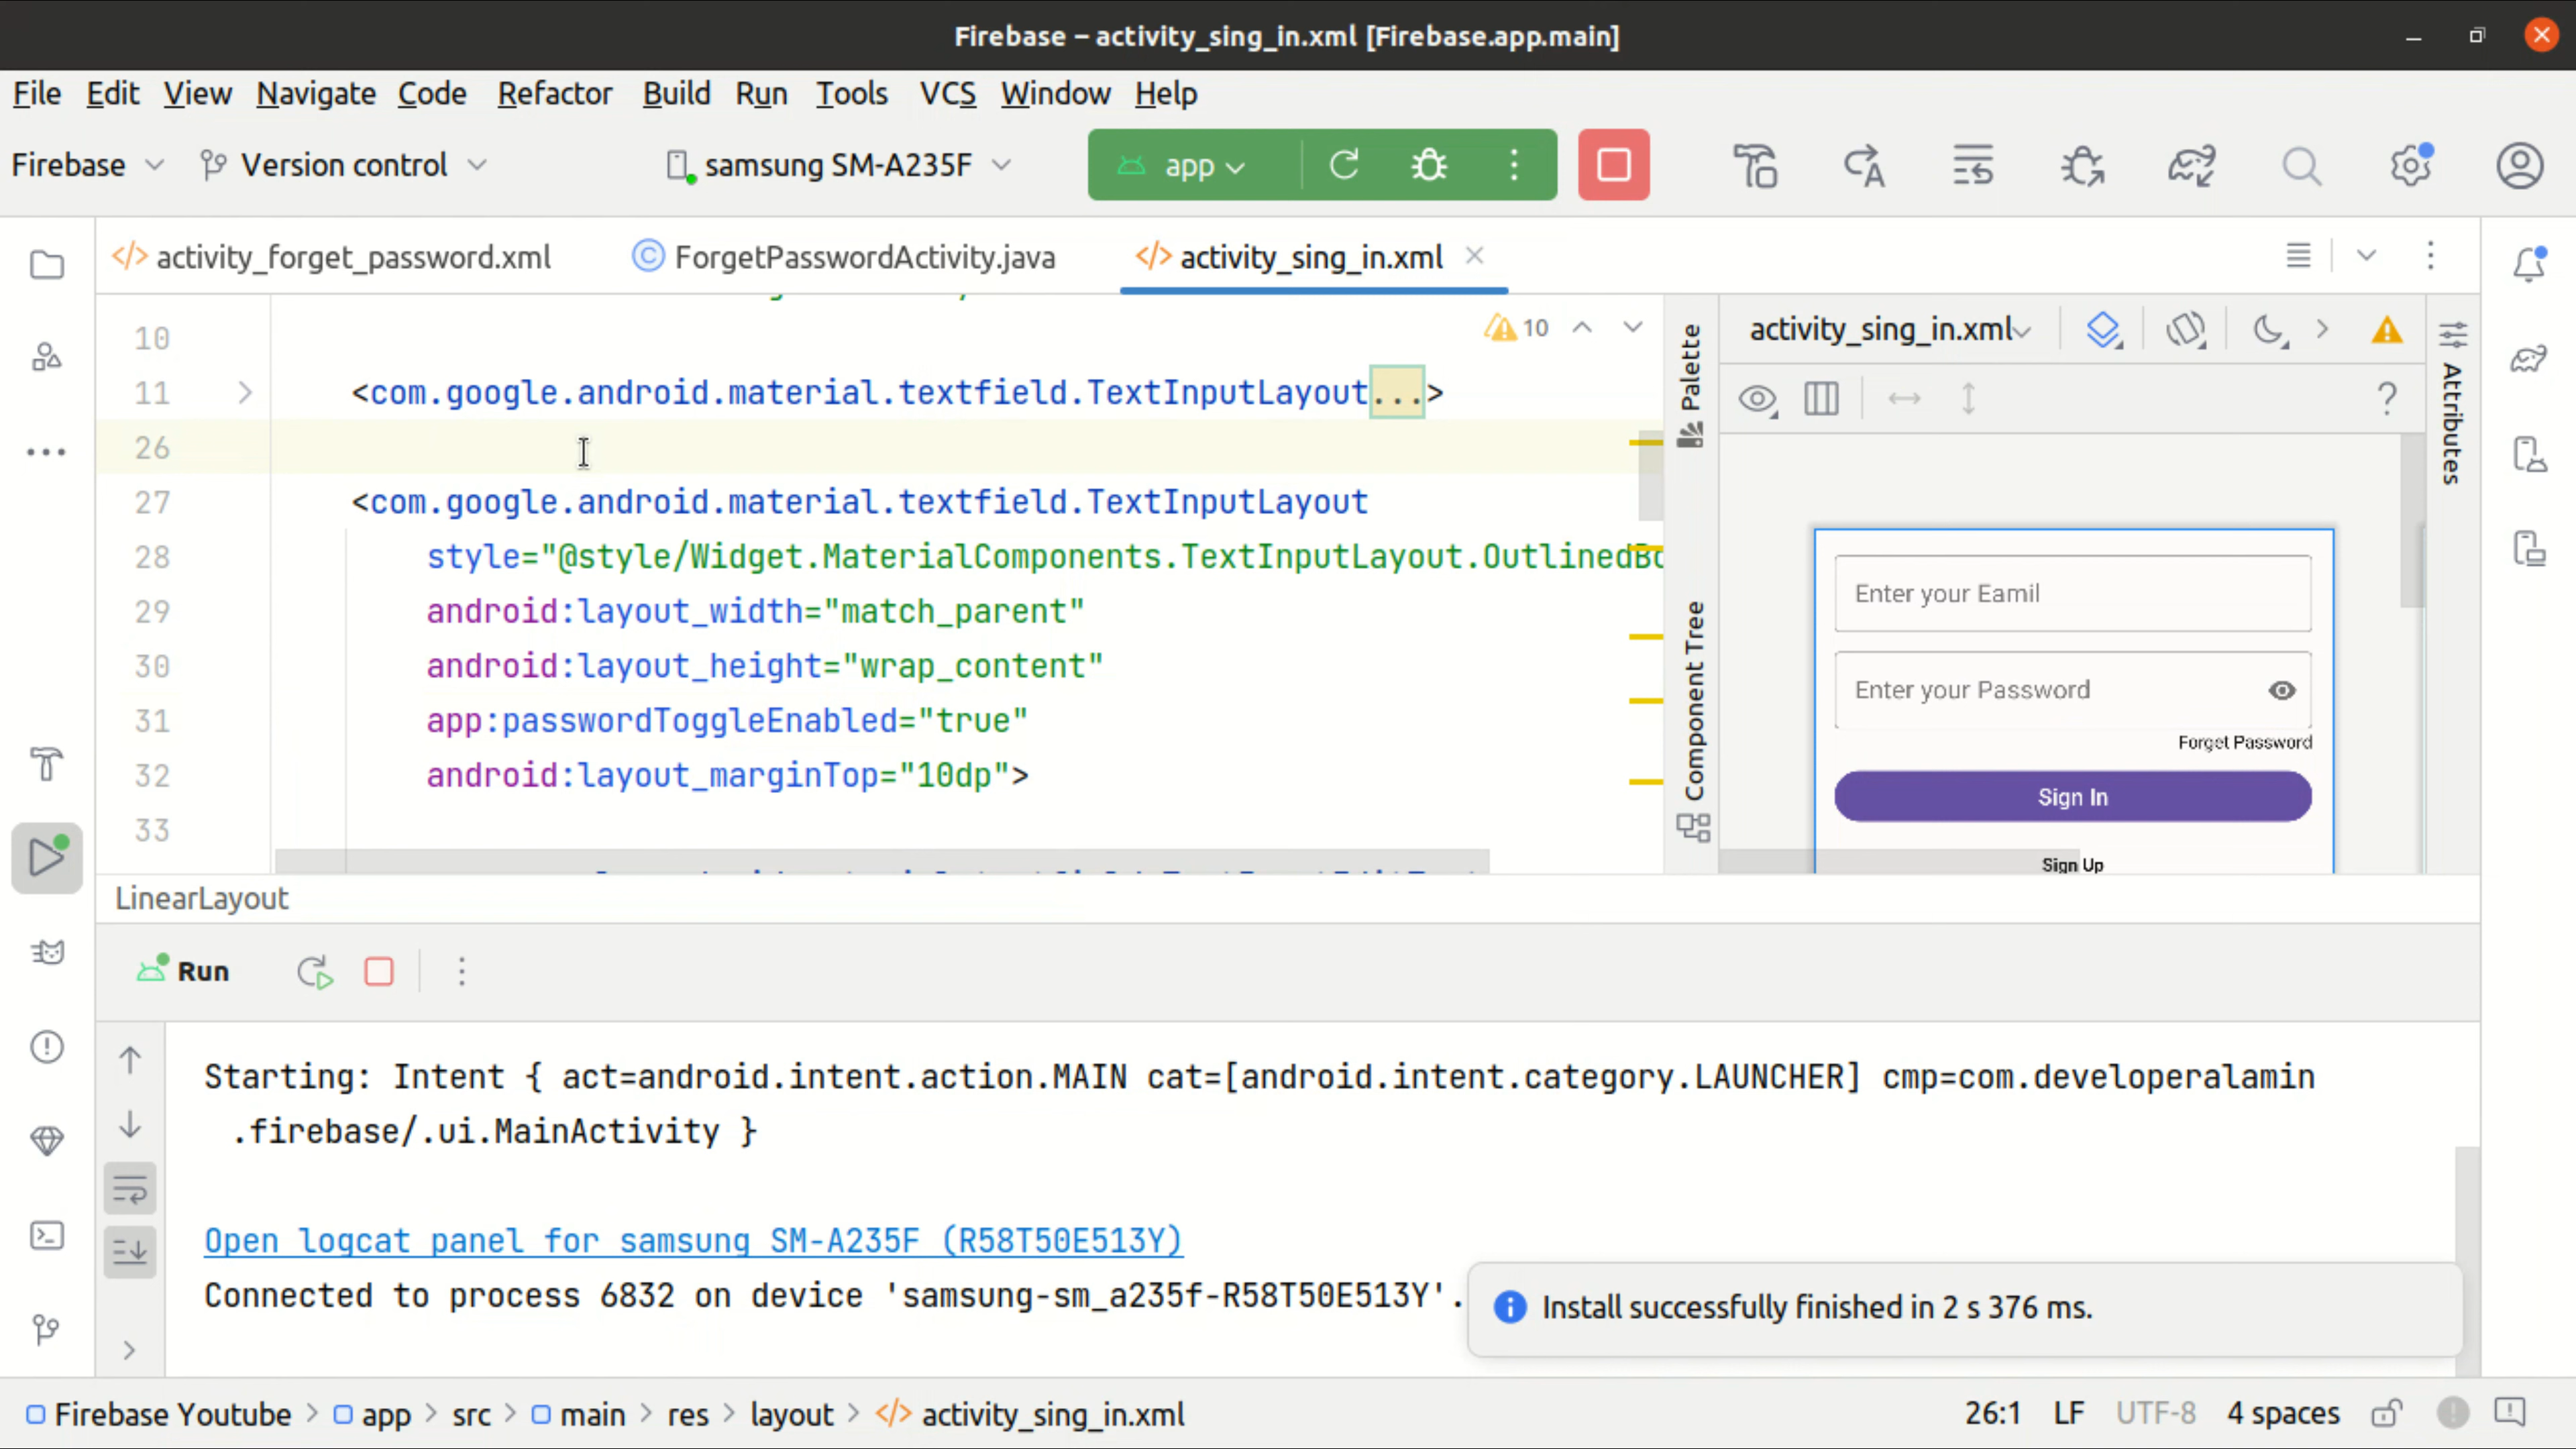 Firebase – activity_sing_in.xml [Firebase.app.main]
File Edit View Navigate Code Refactor Build Run Tools VCS Window Help
Firebase Version control samsung SM-A235F app
activity_forget_password.xml ForgetPasswordActivity.java activity_sing_in.xml
10
11 <com.google.android.material.textfield.TextInputLayout...>
26
27 <com.google.android.material.textfield.TextInputLayout
28 style="@style/Widget.MaterialComponents.TextInputLayout.OutlinedBo
29 android:layout_width="match_parent"
30 android:layout_height="wrap_content"
31 app:passwordToggleEnabled="true"
32 android:layout_marginTop="10dp">
33
10
Palette
Component Tree
activity_sing_in.xml
?
Attributes
Enter your Eamil
Enter your Password
Forget Password
Sign In
Sign Up
LinearLayout
Run
Starting: Intent { act=android.intent.action.MAIN cat=[android.intent.category.LAUNCHER] cmp=com.developeralamin
.firebase/.ui.MainActivity }
Open logcat panel for samsung SM-A235F (R58T50E513Y)
Connected to process 6832 on device 'samsung-sm_a235f-R58T50E513Y'.
Install successfully finished in 2 s 376 ms.
Firebase Youtube > app > src > main > res > layout > activity_sing_in.xml
26:1 LF UTF-8 4 spaces